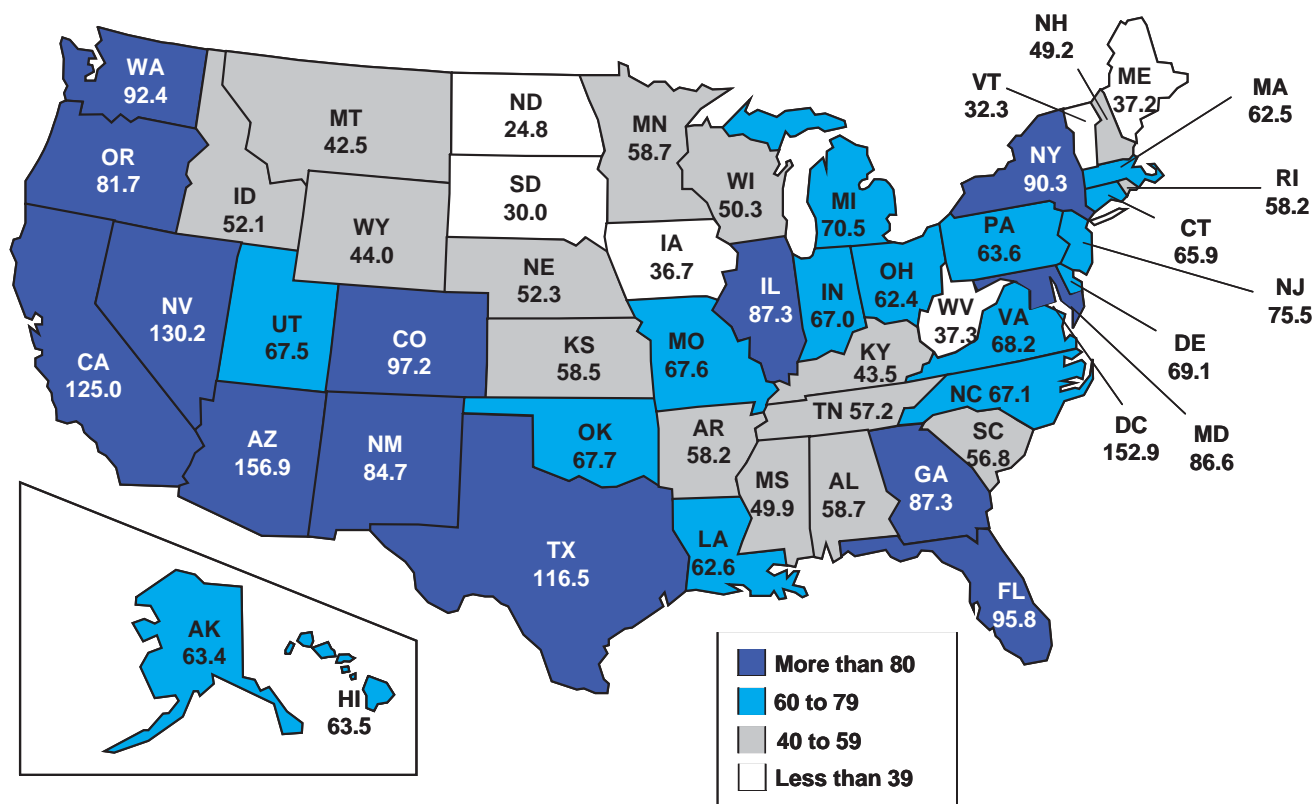 NH
49.2
ME
37.2
VT
32.3
MA
62.5
WA
92.4
MT
42.5
ND
24.8
MN
58.7
OR
81.7
ID
52.1
SD
30.0
WI
50.3
MI
70.5
NY
90.3
RI
58.2
WY
44.0
IA
36.7
PA
63.6
CT
65.9
NE
52.3
IL
87.3
IN
67.0
OH
62.4
NJ
75.5
NV
130.2
UT
67.5
CO
97.2
WV
37.3
VA
68.2
CA
125.0
KS
58.5
MO
67.6
KY
43.5
DE
69.1
TN 57.2
NC 67.1
DC
152.9
MD
86.6
AZ
156.9
NM
84.7
OK
67.7
AR
58.2
SC
56.8
MS
49.9
AL
58.7
GA
87.3
TX
116.5
LA
62.6
FL
95.8
AK
63.4
HI
63.5
More than 80
60 to 79
40 to 59
Less than 39